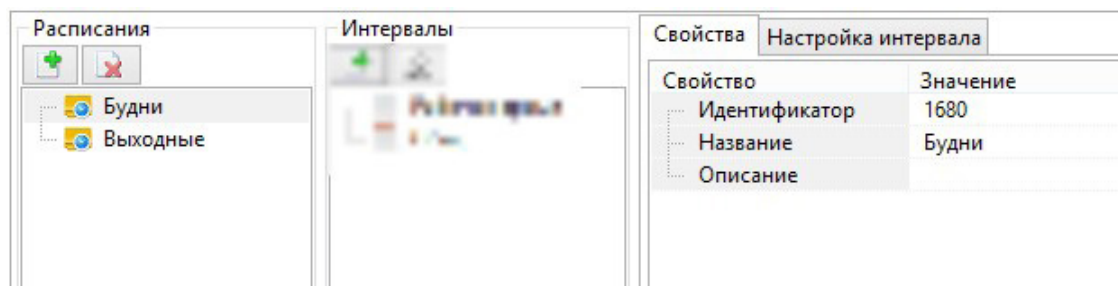 Расписания
Будни
Выходные
Интервалы
Свойства Настройка интервала
Свойство Значение
Идентификатор 1680
Название Будни
Описание